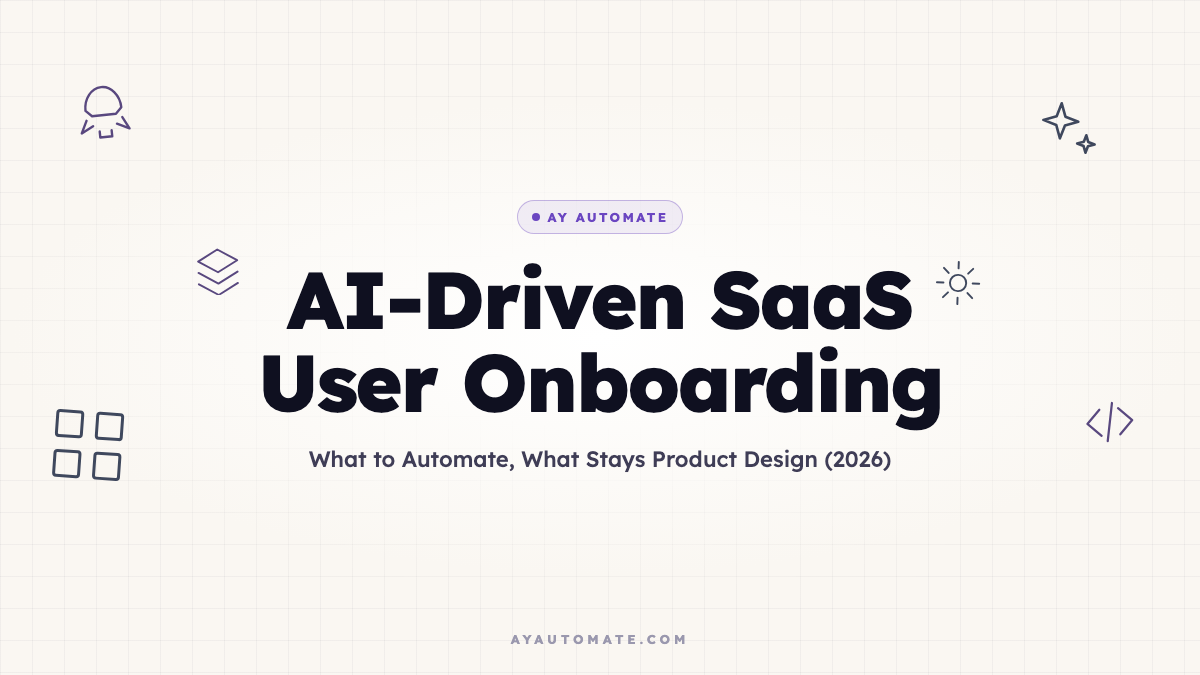 AY AUTOMATE
AI-Driven SaaS
User Onboarding
What to Automate, What Stays Product Design (2026)
AYAUTOMATE.COM